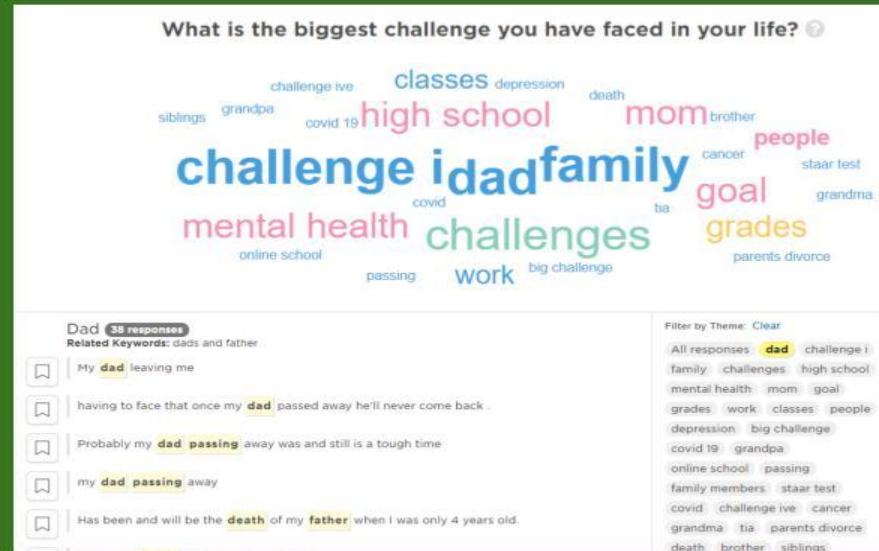 What is the biggest challenge you have faced in your life? ?
challenge ive classes depression
death
siblings grandpa covid 19 high school mom brother
people
challenge i dad family cancer staar test
covid tia goal grandma
mental health challenges grades
online school parents divorce
passing work big challenge
Dad 38 responses
Related Keywords: dads and father
My dad leaving me
having to face that once my dad passed away he'll never come back .
Probably my dad passing away was and still is a tough time
my dad passing away
Has been and will be the death of my father when I was only 4 years old.
Filter by Theme: Clear
All responses dad challenge i
family challenges high school
mental health mom goal
grades work classes people
depression big challenge
covid 19 grandpa
online school passing
family members staar test
covid challenge ive cancer
grandma tia parents divorce
death brother siblings